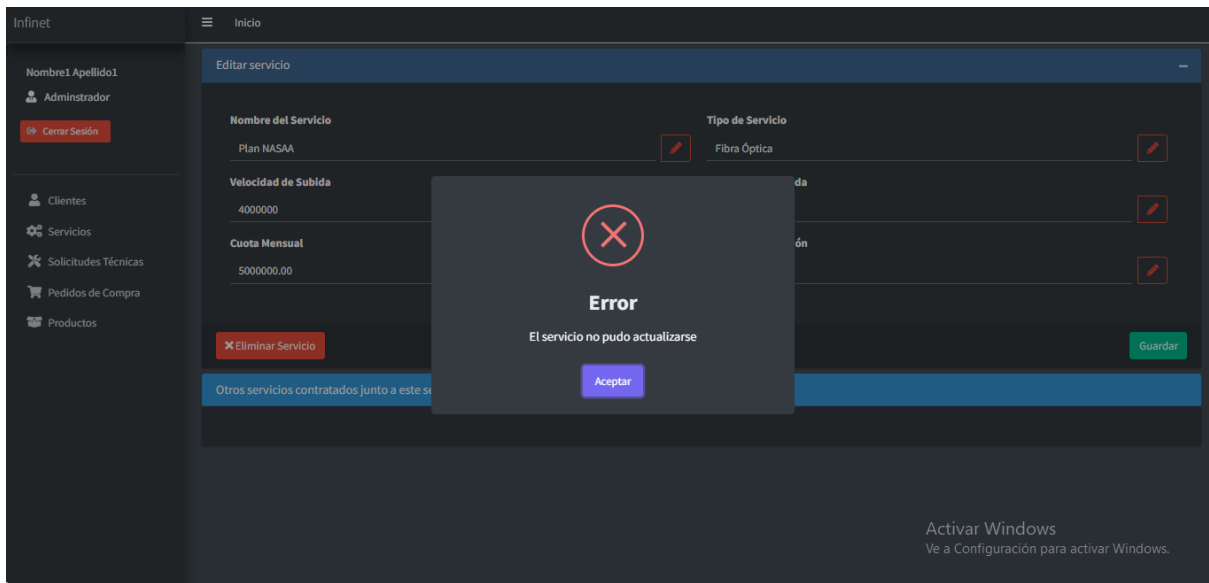 Infinet
Inicio
Nombre1 Apellido1
Adminstrador
Cerrar Sesión
Clientes
Servicios
Solicitudes Técnicas
Pedidos de Compra
Productos
Editar servicio
Nombre del Servicio
Plan NASAA
Tipo de Servicio
Fibra Óptica
Velocidad de Subida
4000000
da
Cuota Mensual
5000000.00
ón
Error
El servicio no pudo actualizarse
Aceptar
Eliminar Servicio
Guardar
Otros servicios contratados junto a este se
Activar Windows
Ve a Configuración para activar Windows.